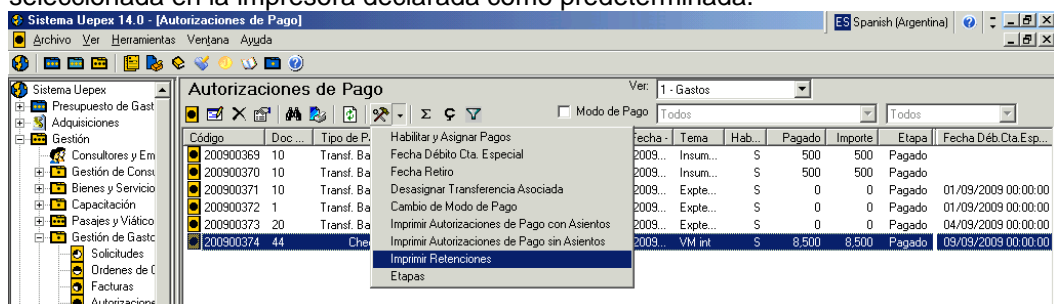 seleccionada en la impresora declarada como predeterminada.
Sistema Uepex 14.0 - [Autorizaciones de Pago]
ES Spanish (Argentina)
Archivo Ver Herramientas Ventana Ayuda
Sistema Uepex
Presupuesto de Gast
Adquisiciones
Gestión
Consultores y Em
Gestión de Consu
Bienes y Servicio
Capacitación
Pasajes y Viático
Gestión de Gasto
Solicitudes
Ordenes de C
Facturas
Autorizacione
Autorizaciones de Pago
Ver: 1 - Gastos
Modo de Pago Todos Todos
Código Doc ... Tipo de P. Fecha - Tema Hab... Pagado Importe Etapa Fecha Déb.Cta.Esp...
200900369 10 Transf. Ba 2009... Insum... S 500 500 Pagado
200900370 10 Transf. Ba 2009... Insum... S 500 500 Pagado
200900371 10 Transf. Ba 2009... Expte... S 0 0 Pagado 01/09/2009 00:00:00
200900372 1 Transf. Ba 2009... Expte... S 0 0 Pagado 01/09/2009 00:00:00
200900373 20 Transf. Ba 2009... Expte... S 0 0 Pagado 04/09/2009 00:00:00
200900374 44 Che 2009... VM int S 8,500 8,500 Pagado 09/09/2009 00:00:00
Habilitar y Asignar Pagos
Fecha Débito Cta. Especial
Fecha Retiro
Desasignar Transferencia Asociada
Cambio de Modo de Pago
Imprimir Autorizaciones de Pago con Asientos
Imprimir Autorizaciones de Pago sin Asientos
Imprimir Retenciones
Etapas